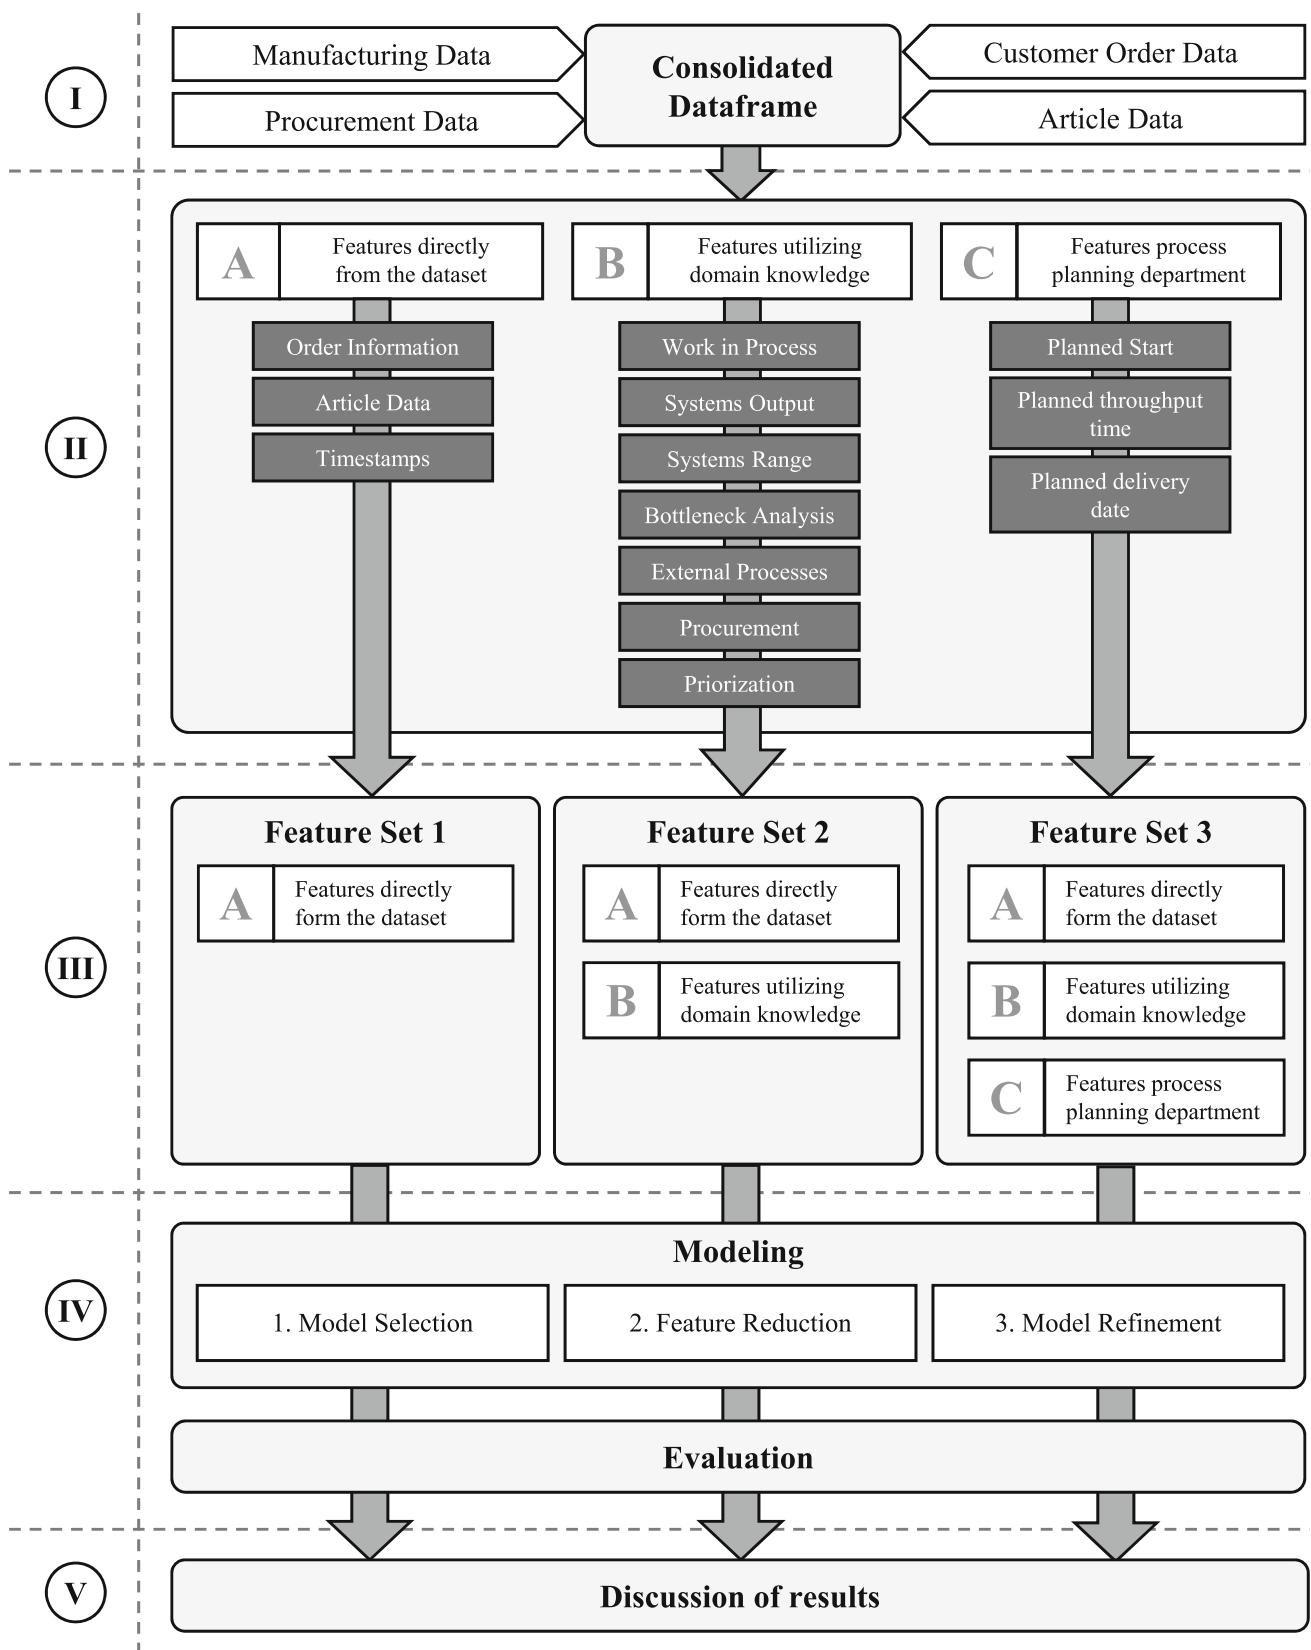 I
Manufacturing Data
Procurement Data
Consolidated
Dataframe
Customer Order Data
Article Data
II
A
Features directly
from the dataset
Order Information
Article Data
Timestamps
B
Features utilizing
domain knowledge
Work in Process
Systems Output
Systems Range
Bottleneck Analysis
External Processes
Procurement
Priorization
C
Features process
planning department
Planned Start
Planned throughput
time
Planned delivery
date
III
Feature Set 1
A
Features directly
form the dataset
Feature Set 2
A
Features directly
form the dataset
B
Features utilizing
domain knowledge
Feature Set 3
A
Features directly
form the dataset
B
Features utilizing
domain knowledge
C
Features process
planning department
IV
Modeling
1. Model Selection
2. Feature Reduction
3. Model Refinement
Evaluation
V
Discussion of results